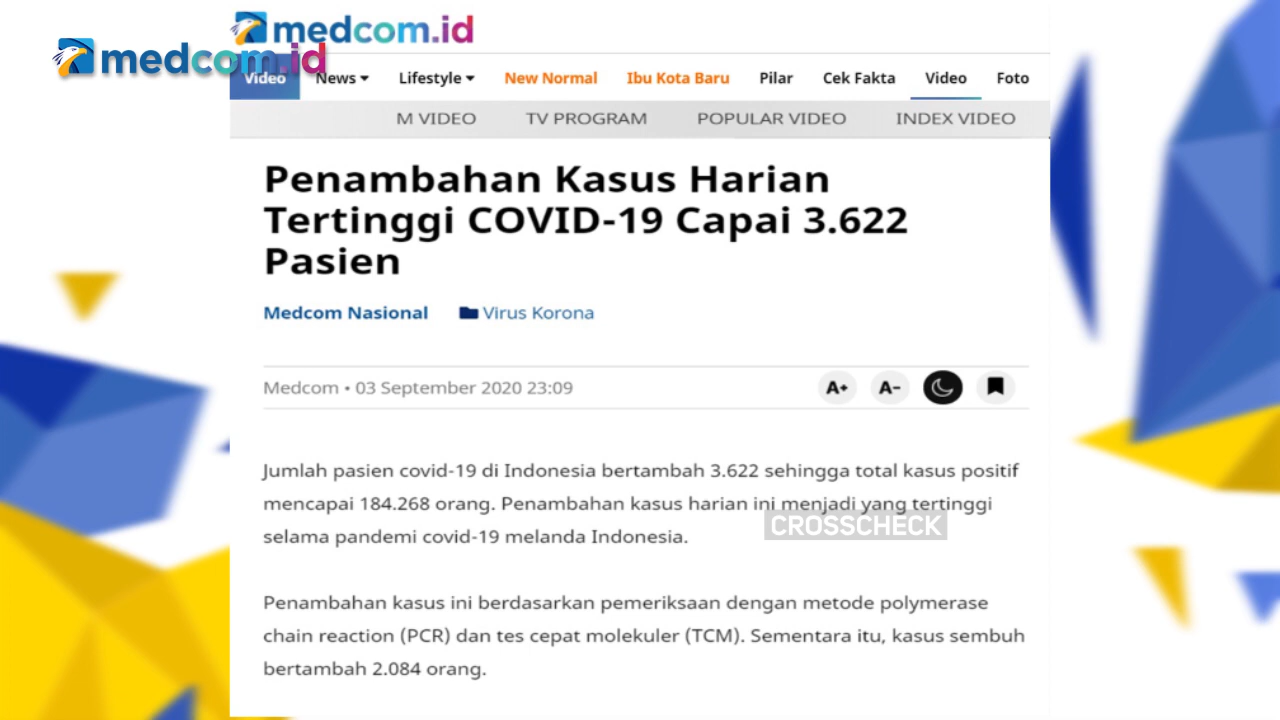 medcom.id
medcom.id
Video News Lifestyle New Normal Ibu Kota Baru Pilar Cek Fakta Video Foto
M VIDEO TV PROGRAM POPULAR VIDEO INDEX VIDEO
Penambahan Kasus Harian
Tertinggi COVID-19 Capai 3.622
Pasien
Medcom Nasional Virus Korona
Medcom • 03 September 2020 23:09 A+ A-
Jumlah pasien covid-19 di Indonesia bertambah 3.622 sehingga total kasus positif
mencapai 184.268 orang. Penambahan kasus harian ini menjadi yang tertinggi
CROSSCHECK
selama pandemi covid-19 melanda Indonesia.
Penambahan kasus ini berdasarkan pemeriksaan dengan metode polymerase
chain reaction (PCR) dan tes cepat molekuler (TCM). Sementara itu, kasus sembuh
bertambah 2.084 orang.